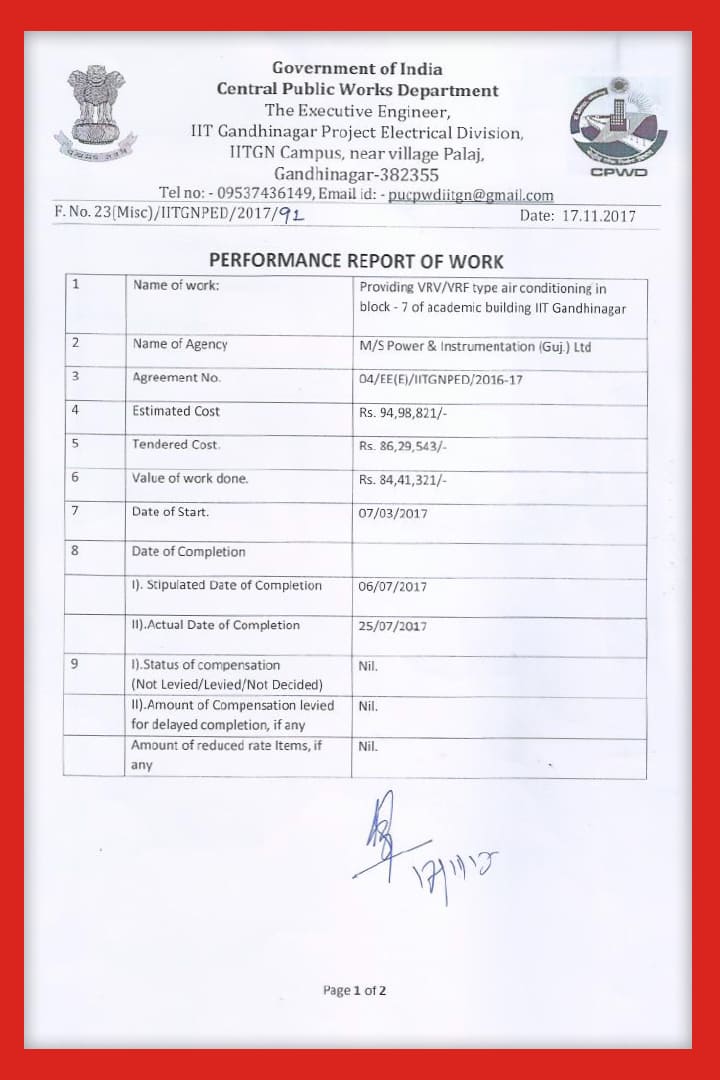 Government of India
Central Public Works Department
The Executive Engineer,
IIT Gandhinagar Project Electrical Division,
IITGN Campus, near village Palaj,
Gandhinagar-382355
Tel no: - 09537436149, Email id: - pucpwdiitgn@gmail.com
CPWD
F. No. 23(Misc)/IITGNPED/2017/91 Date: 17.11.2017
PERFORMANCE REPORT OF WORK
1 Name of work: Providing VRV/VRF type air conditioning in
block - 7 of academic building IIT Gandhinagar
2 Name of Agency M/S Power & Instrumentation (Guj.) Ltd
3 Agreement No. 04/EE(E)/IITGNPED/2016-17
4 Estimated Cost Rs. 94,98,821/-
5 Tendered Cost. Rs. 86,29,543/-
6 Value of work done. Rs. 84,41,321/-
7 Date of Start. 07/03/2017
8 Date of Completion
I). Stipulated Date of Completion 06/07/2017
II).Actual Date of Completion 25/07/2017
9 I).Status of compensation Nil.
(Not Levied/Levied/Not Decided)
II).Amount of Compensation levied Nil.
for delayed completion, if any
Amount of reduced rate Items, if Nil.
any
17/11/17
Page 1 of 2